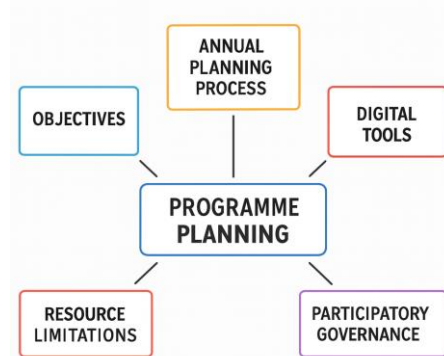 ANNUAL
PLANNING
PROCESS
OBJECTIVES
DIGITAL
TOOLS
PROGRAMME
PLANNING
RESOURCE
LIMITATIONS
PARTICIPATORY
GOVERNANCE